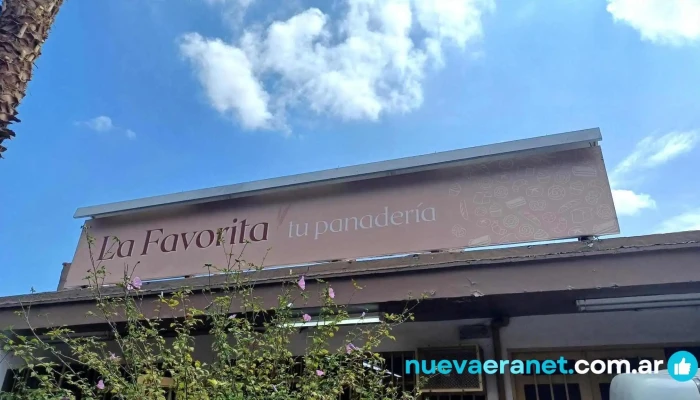 La Favorita tu panadería
nuevaeranet.com.ar